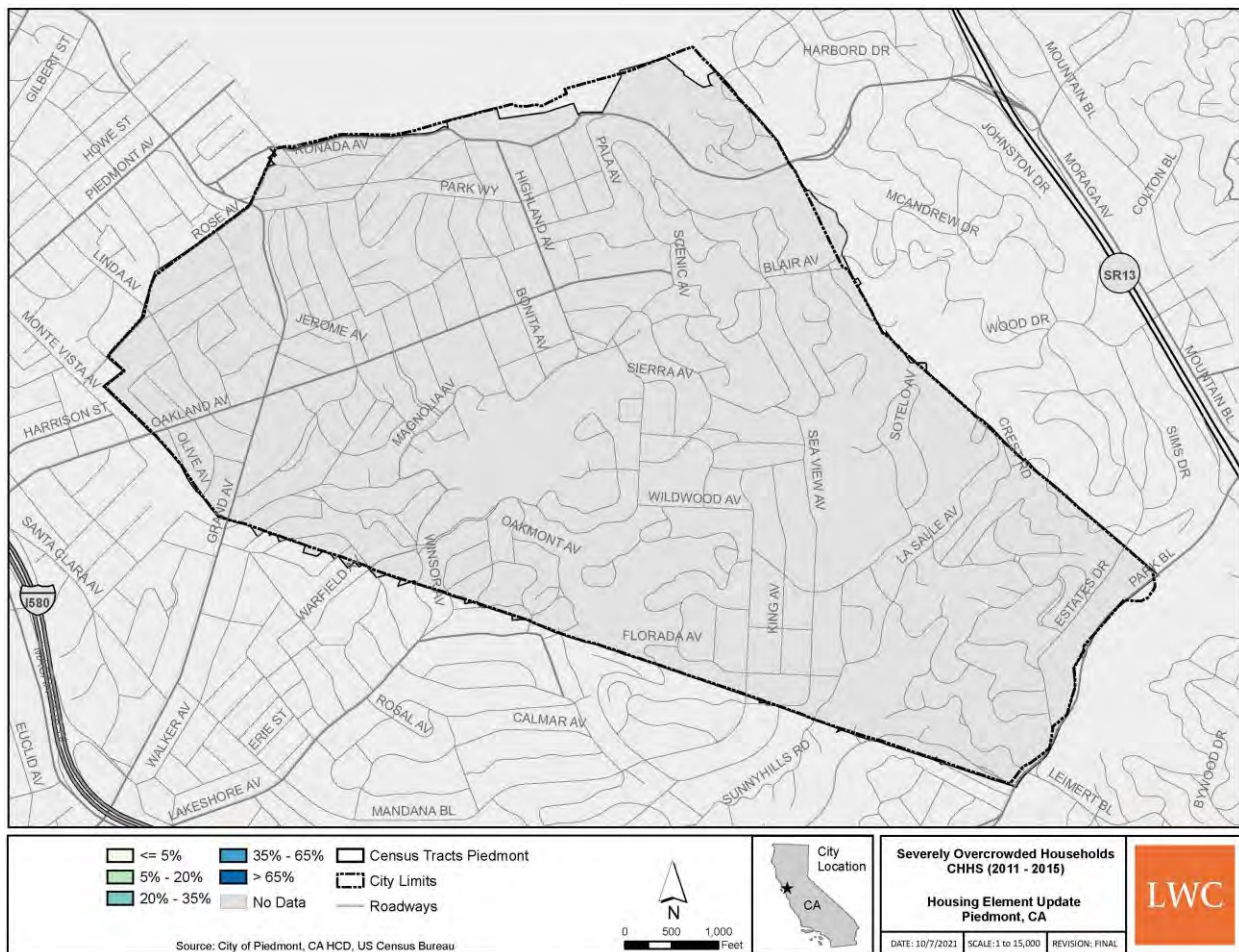 GILBERT ST
HARBORD DR
MOUNTAIN BL
HOWE ST
PIEDMONT AV
RONADA AV
JOHNSTON DR
MORAGA AV
COLTON BL
PARK WY
HIGHLAND AV
PALA AV
MCANDREW DR
ROSE AV
LINDA AV
SCENIC AV
BLAIR AV
SR13
MONTE VISTA AV
JEROME AV
BONITA AV
WOOD DR
MOUNTAIN BL
SIERRA AV
HARRISON ST
OAKLAND AV
MAGNOLIA AV
SOTELO AV
OLIVE AV
SEA VIEW AV
CREST RD
SIMS DR
GRAND AV
WILDWOOD AV
OAKMONT AV
LA SALLE AV
SANTA CLARA AV
WINSOR AV
PARK BL
I580
WARFIELD
ESTATES DR
KING AV
FLORADA AV
ROSAL AV
CALMAR AV
ERIE ST
WALKER AV
EUCLID AV
SUNNYHILLS RD
LEIMERT BL
BYWOOD DR
LAKESHORE AV
MANDANA BL
<= 5%
5% - 20%
20% - 35%
35% - 65%
> 65%
No Data
Census Tracts Piedmont
City Limits
Roadways
Source: City of Piedmont, CA HCD, US Census Bureau
N
0 500 1,000
Feet
City
Location
CA
Severely Overcrowded Households
CHHS (2011 - 2015)
Housing Element Update
Piedmont, CA
DATE: 10/7/2021 SCALE:1 to 15,000 REVISION: FINAL
LWC